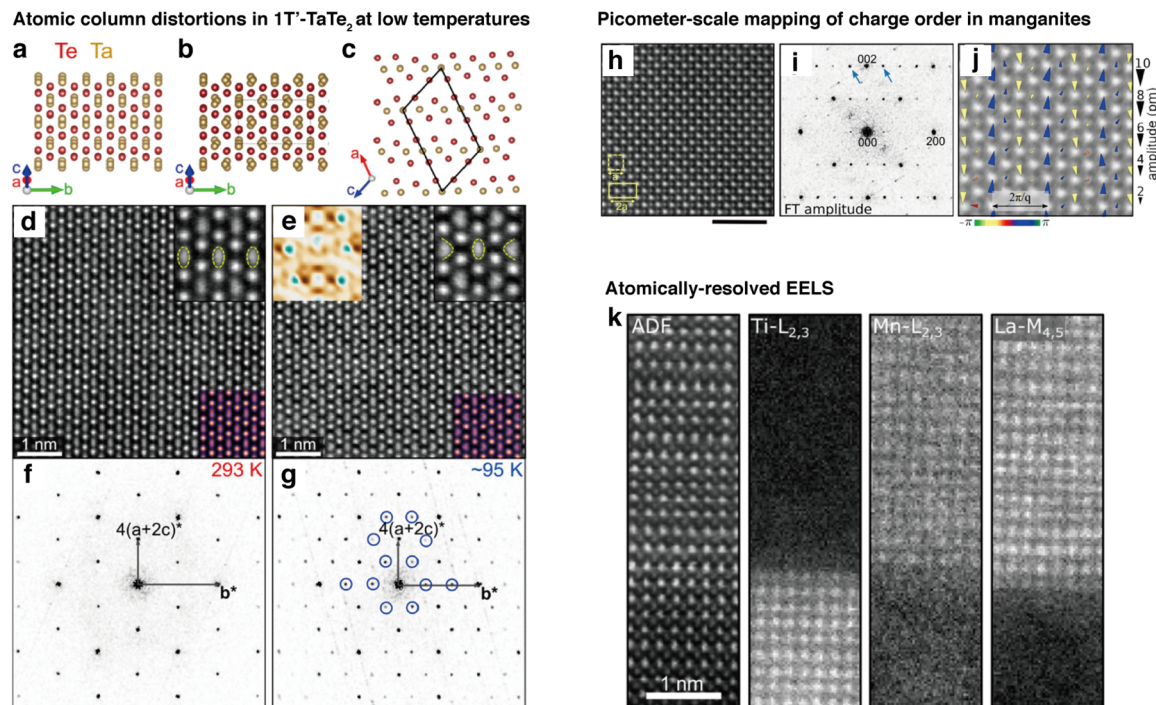 Atomic column distortions in 1T’-TaTe2 at low temperatures
a
Te
Ta
b
c
c
a
b
c
a
b
a
c
d
1 nm
e
1 nm
f
293 K
4(a+2c)*
b*
g
~95 K
4(a+2c)*
b*
Picometer-scale mapping of charge order in manganites
h
a
2a
i
002
000
200
FT amplitude
j
2π/q
-π
π
10
8
6
4
2
amplitude (pm)
Atomically-resolved EELS
k
ADF
1 nm
Ti-L2,3
Mn-L2,3
La-M4,5